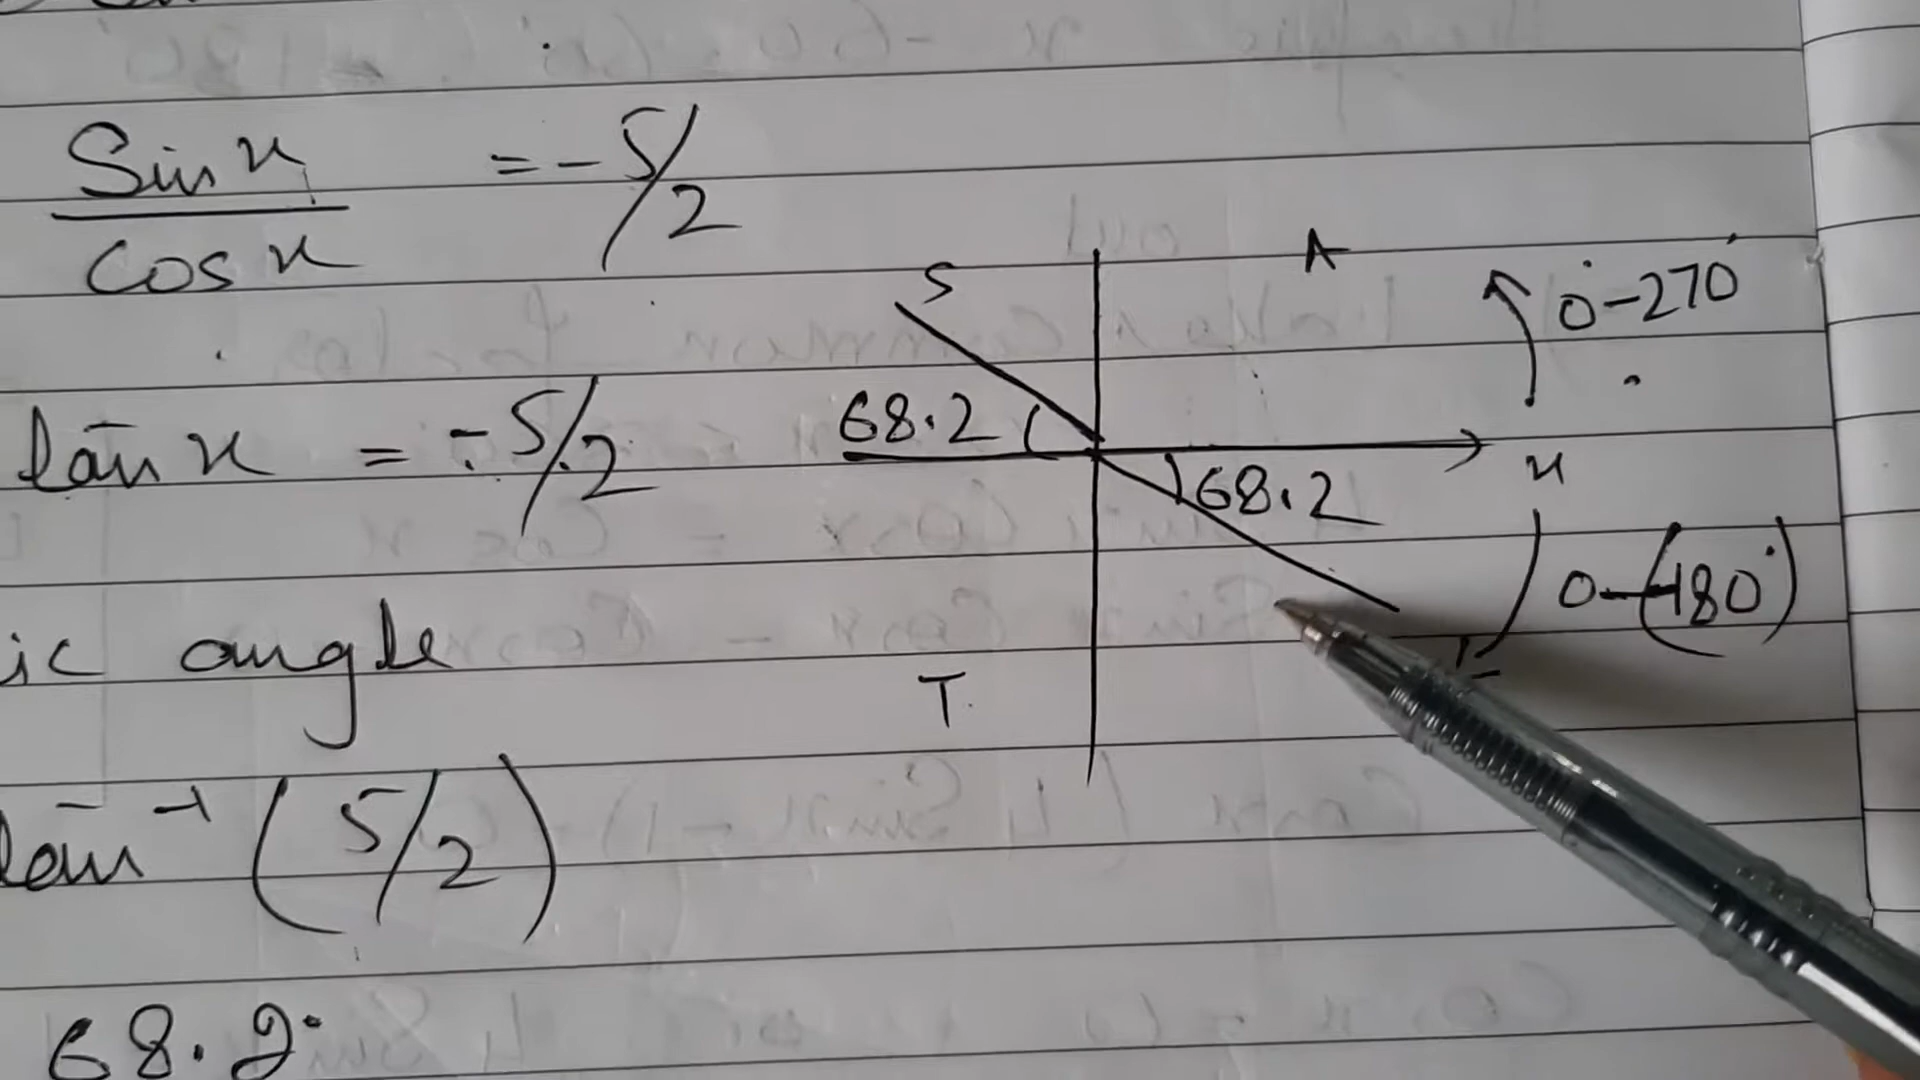 Sin x
cos x
= - 5/2
tan x = - 5/2
ic angle
tan⁻¹ (5/2)
68.2°
S
A
0-270°
68.2
x
68.2
0-(-180°)
T